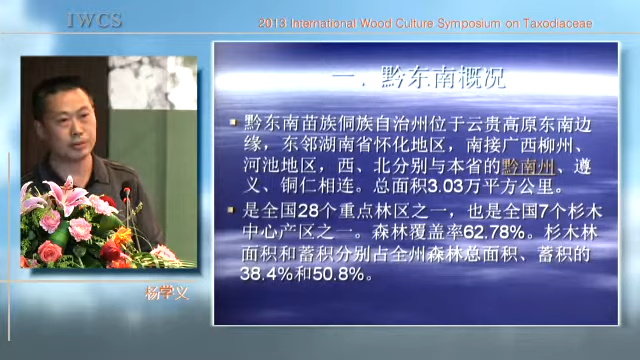 IWCS
2013 International Wood Culture Symposium on Taxodiaceae
一．黔东南概况
黔东南苗族侗族自治州位于云贵高原东南边
缘，东邻湖南省怀化地区，南接广西柳州、
河池地区，西、北分别与本省的黔南州、遵
义、铜仁相连。总面积3.03万平方公里。
是全国28个重点林区之一，也是全国7个杉木
中心产区之一。森林覆盖率62.78%。杉木林
面积和蓄积分别占全州森林总面积、蓄积的
38.4%和50.8%。
杨学义